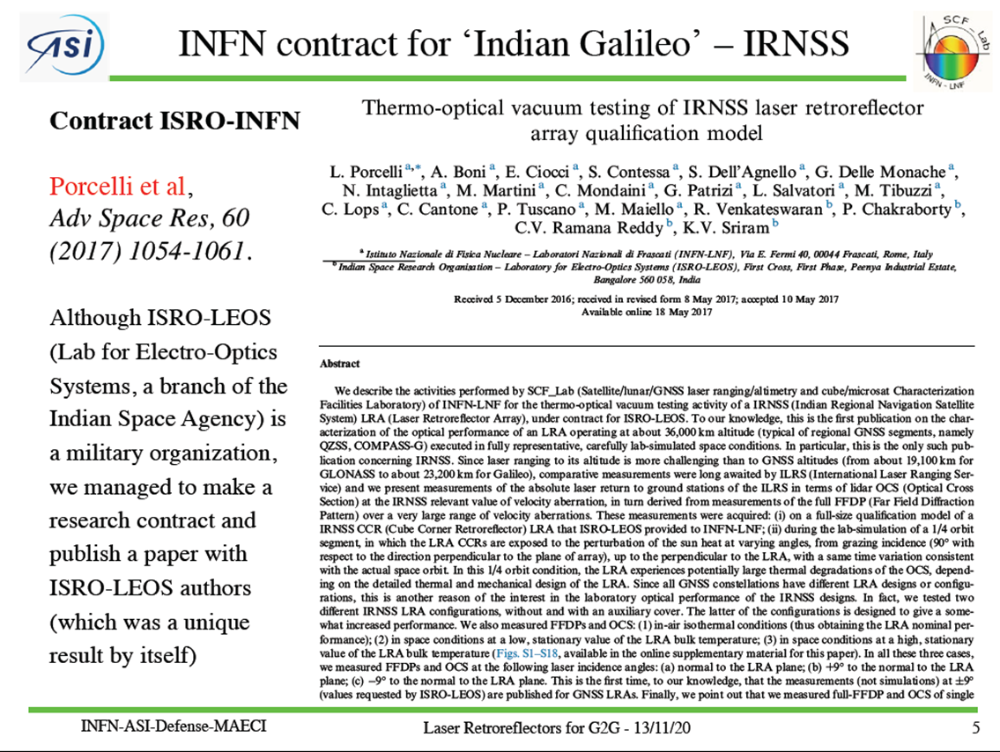 asi
INFN contract for ‘Indian Galileo’ – IRNSS
SCF - Lab
INFN - LNF
Contract ISRO-INFN
Porcelli et al,
Adv Space Res, 60
(2017) 1054-1061.
Although ISRO-LEOS
(Lab for Electro-Optics
Systems, a branch of the
Indian Space Agency) is
a military organization,
we managed to make a
research contract and
publish a paper with
ISRO-LEOS authors
(which was a unique
result by itself)
Thermo-optical vacuum testing of IRNSS laser retroreflector
array qualification model
L. Porcelli a,*, A. Boni a, E. Ciocci a, S. Contessa a, S. Dell’Agnello a, G. Delle Monache a,
N. Intaglietta a, M. Martini a, C. Mondaini a, G. Patrizi a, L. Salvatori a, M. Tibuzzi a,
C. Lops a, C. Cantone a, P. Tuscano a, M. Maiello a, R. Venkateswaran b, P. Chakraborty b,
C.V. Ramana Reddy b, K.V. Sriram b
a Istituto Nazionale di Fisica Nucleare – Laboratori Nazionali di Frascati (INFN-LNF), Via E. Fermi 40, 00044 Frascati, Rome, Italy
b Indian Space Research Organisation – Laboratory for Electro-Optics Systems (ISRO-LEOS), First Cross, First Phase, Peenya Industrial Estate,
Bangalore 560 058, India
Received 5 December 2016; received in revised form 8 May 2017; accepted 10 May 2017
Available online 18 May 2017
Abstract
We describe the activities performed by SCF_Lab (Satellite/lunar/GNSS laser ranging/altimetry and cube/microsat Characterization
Facilities Laboratory) of INFN-LNF for the thermo-optical vacuum testing activity of a IRNSS (Indian Regional Navigation Satellite
System) LRA (Laser Retroreflector Array), under contract for ISRO-LEOS. To our knowledge, this is the first publication on the char-
acterization of the optical performance of an LRA operating at about 36,000 km altitude (typical of regional GNSS segments, namely
QZSS, COMPASS-G) executed in fully representative, carefully lab-simulated space conditions. In particular, this is the only such pub-
lication concerning IRNSS. Since laser ranging to its altitude is more challenging than to GNSS altitudes (from about 19,100 km for
GLONASS to about 23,200 km for Galileo), comparative measurements were long awaited by ILRS (International Laser Ranging Ser-
vice) and we present measurements of the absolute laser return to ground stations of the ILRS in terms of lidar OCS (Optical Cross
Section) at the IRNSS relevant value of velocity aberration, in turn derived from measurements of the full FFDP (Far Field Diffraction
Pattern) over a very large range of velocity aberrations. These measurements were acquired: (i) on a full-size qualification model of a
IRNSS CCR (Cube Corner Retroreflector) LRA that ISRO-LEOS provided to INFN-LNF; (ii) during the lab-simulation of a 1/4 orbit
segment, in which the LRA CCRs are exposed to the perturbation of the sun heat at varying angles, from grazing incidence (90° with
respect to the direction perpendicular to the plane of array), up to the perpendicular to the LRA, with a same time variation consistent
with the actual space orbit. In this 1/4 orbit condition, the LRA experiences potentially large thermal degradations of the OCS, depend-
ing on the detailed thermal and mechanical design of the LRA. Since all GNSS constellations have different LRA designs or configu-
rations, this is another reason of the interest in the laboratory optical performance of the IRNSS designs. In fact, we tested two
different IRNSS LRA configurations, without and with an auxiliary cover. The latter of the configurations is designed to give a some-
what increased performance. We also measured FFDPs and OCS: (1) in-air isothermal conditions (thus obtaining the LRA nominal per-
formance); (2) in space conditions at a low, stationary value of the LRA bulk temperature; (3) in space conditions at a high, stationary
value of the LRA bulk temperature (Figs. S1–S18, available in the online supplementary material for this paper). In all these three cases,
we measured FFDPs and OCS at the following laser incidence angles: (a) normal to the LRA plane; (b) +9° to the normal to the LRA
plane; (c) −9° to the normal to the LRA plane. This is the first time, to our knowledge, that the measurements (not simulations) at ±9°
(values requested by ISRO-LEOS) are published for GNSS LRAs. Finally, we point out that we measured full-FFDP and OCS of single
INFN-ASI-Defense-MAECI
Laser Retroreflectors for G2G - 13/11/20
5